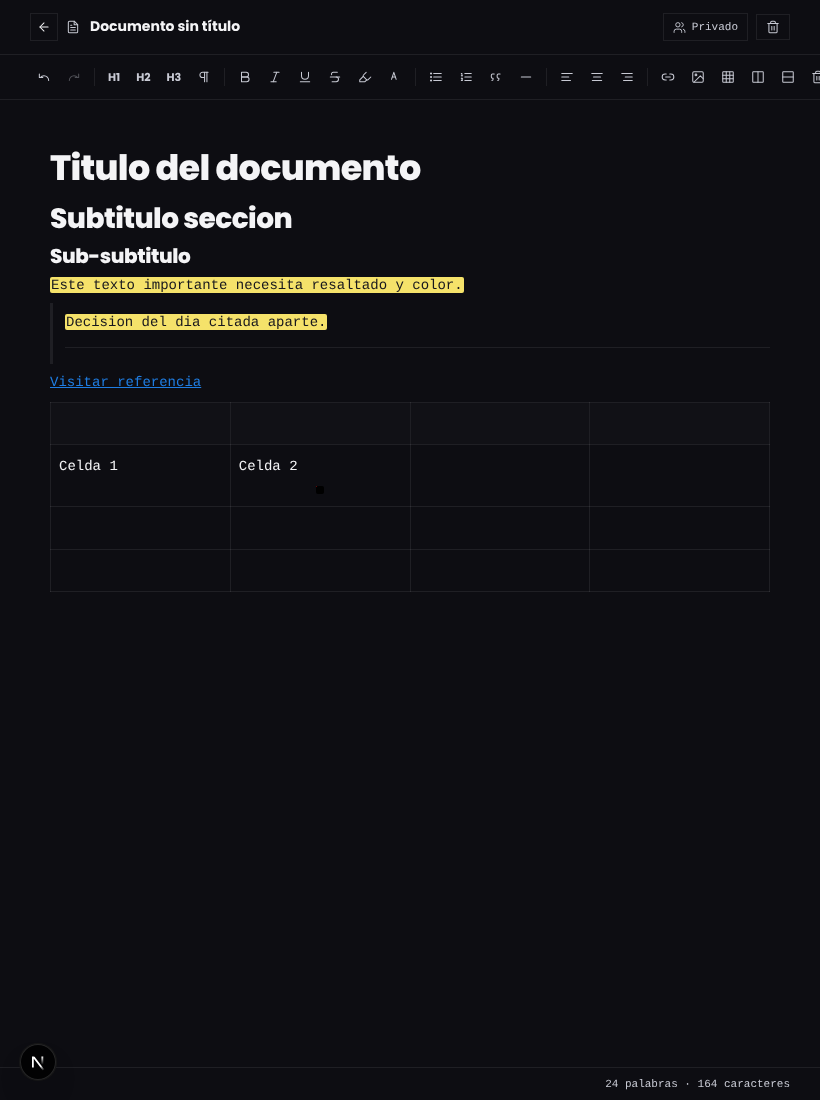 Documento sin título
Privado
H1 H2 H3
Titulo del documento
Subtitulo seccion
Sub-subtitulo
Este texto importante necesita resaltado y color.
Decision del dia citada aparte.
Visitar referencia
Celda 1 Celda 2
N
24 palabras · 164 caracteres